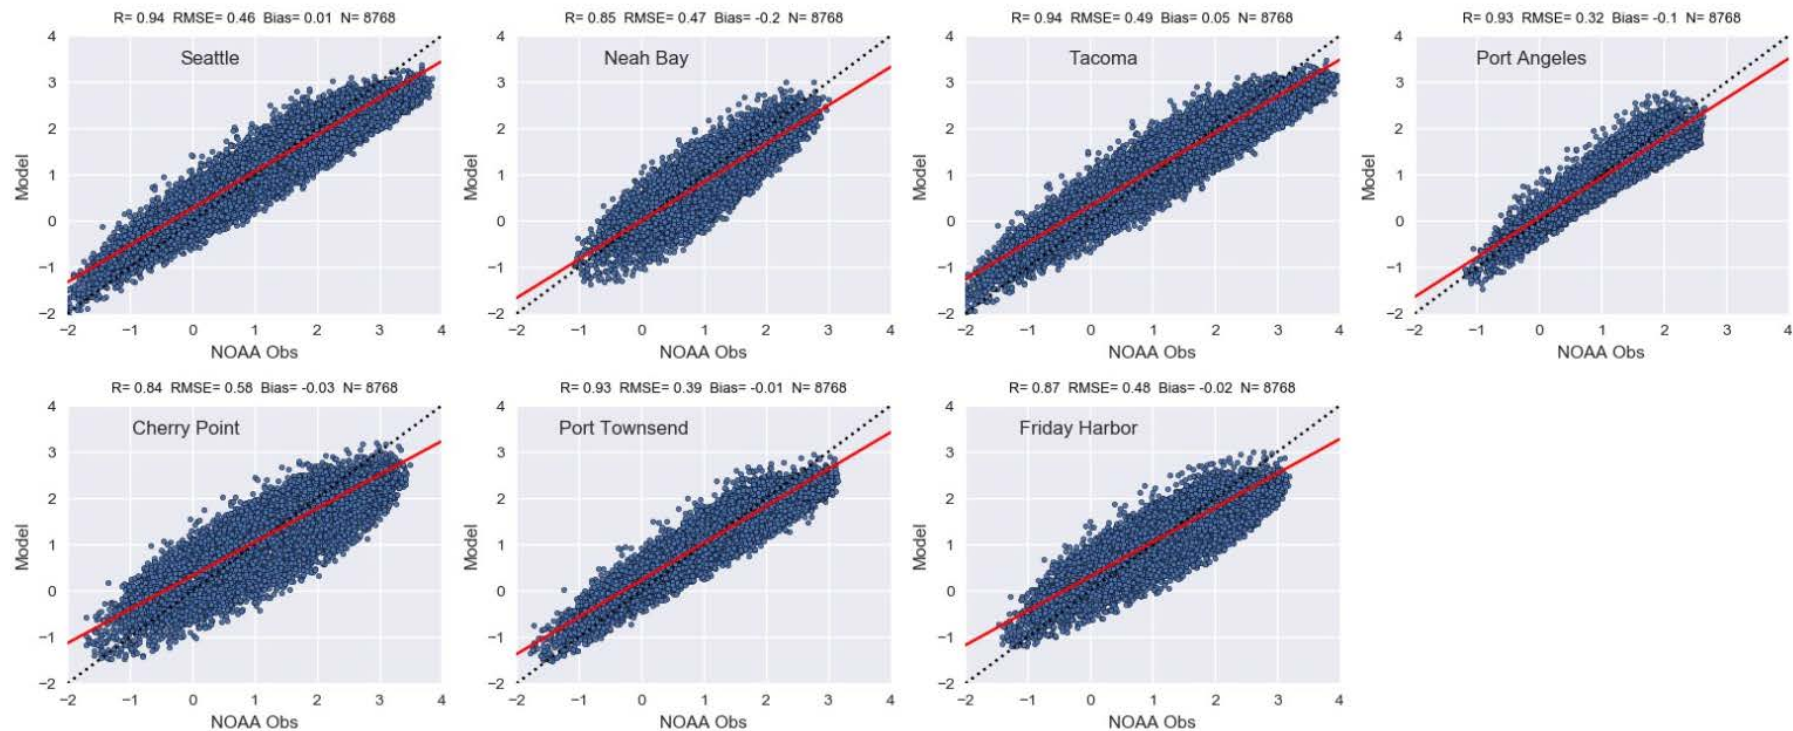 R= 0.94 RMSE= 0.46 Bias= 0.01 N= 8768
Seattle
4
3
2
1
0
−1
−2
Model
−2 −1 0 1 2 3 4
NOAA Obs
R= 0.85 RMSE= 0.47 Bias= -0.2 N= 8768
Neah Bay
4
3
2
1
0
−1
−2
Model
−2 −1 0 1 2 3 4
NOAA Obs
R= 0.94 RMSE= 0.49 Bias= 0.05 N= 8768
Tacoma
4
3
2
1
0
−1
−2
Model
−2 −1 0 1 2 3 4
NOAA Obs
R= 0.93 RMSE= 0.32 Bias= -0.1 N= 8768
Port Angeles
4
3
2
1
0
−1
−2
Model
−2 −1 0 1 2 3 4
NOAA Obs
R= 0.84 RMSE= 0.58 Bias= -0.03 N= 8768
Cherry Point
4
3
2
1
0
−1
−2
Model
−2 −1 0 1 2 3 4
NOAA Obs
R= 0.93 RMSE= 0.39 Bias= -0.01 N= 8768
Port Townsend
4
3
2
1
0
−1
−2
Model
−2 −1 0 1 2 3 4
NOAA Obs
R= 0.87 RMSE= 0.48 Bias= -0.02 N= 8768
Friday Harbor
4
3
2
1
0
−1
−2
Model
−2 −1 0 1 2 3 4
NOAA Obs